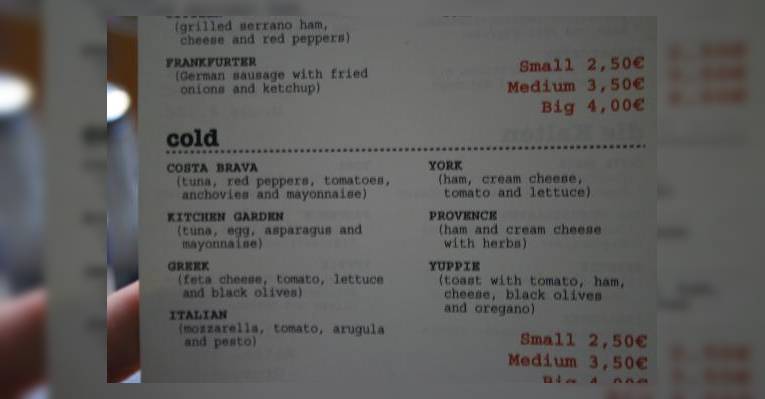 (grilled serrano ham,
cheese and red peppers)
FRANKFURTER
(German sausage with fried
onions and ketchup)
Small 2,50€
Medium 3,50€
Big 4,00€
cold
COSTA BRAVA
(tuna, red peppers, tomatoes,
anchovies and mayonnaise)
KITCHEN GARDEN
(tuna, egg, asparagus and
mayonnaise)
GREEK
(feta cheese, tomato, lettuce
and black olives)
ITALIAN
(mozzarella, tomato, arugula
and pesto)
YORK
(ham, cream cheese,
tomato and lettuce)
PROVENCE
(ham and cream cheese
with herbs)
YUPPIE
(toast with tomato, ham,
cheese, black olives
and oregano)
Small 2,50€
Medium 3,50€